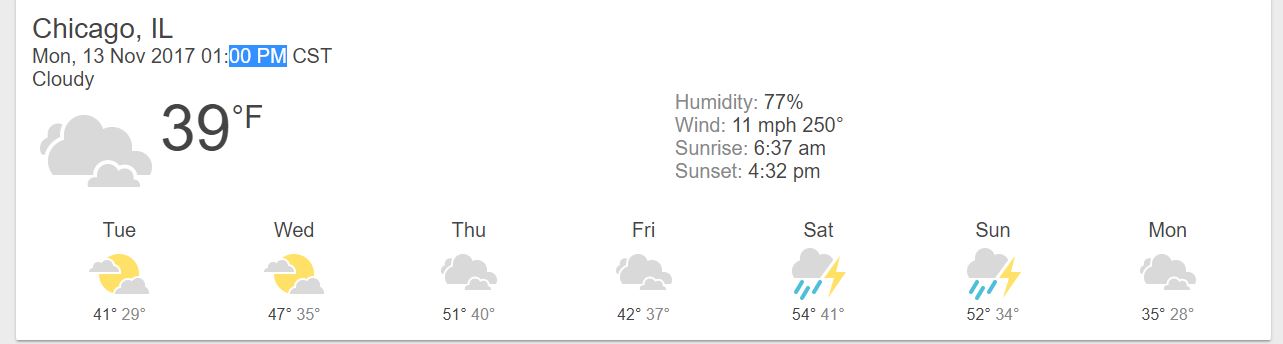 Chicago, IL
Mon, 13 Nov 2017 01:00 PM CST
Cloudy
39°F
Humidity: 77%
Wind: 11 mph 250°
Sunrise: 6:37 am
Sunset: 4:32 pm
Tue Wed Thu Fri Sat Sun Mon
41° 29° 47° 35° 51° 40° 42° 37° 54° 41° 52° 34° 35° 28°